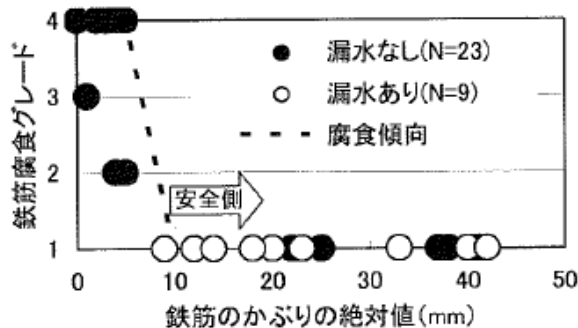 4
3
2
1
鉄筋腐食グレード
漏水なし(N=23)
漏水あり(N=9)
腐食傾向
安全側
0 10 20 30 40 50
鉄筋のかぶりの絶対値(mm)